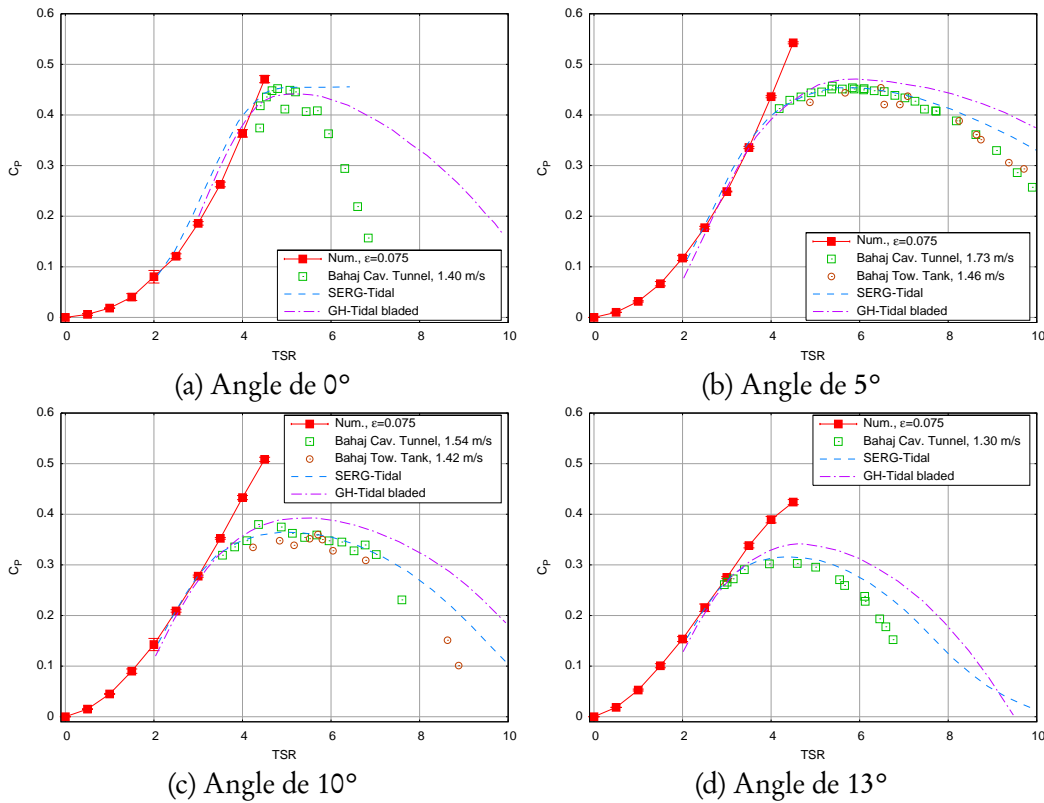 0.6
0.5
0.4
0.3
0.2
0.1
0
C_P
Num., ε=0.075
Bahaj Cav. Tunnel, 1.40 m/s
SERG-Tidal
GH-Tidal bladed
0 2 4 6 8 10
TSR
(a) Angle de 0°
0.6
0.5
0.4
0.3
0.2
0.1
0
C_P
Num., ε=0.075
Bahaj Cav. Tunnel, 1.73 m/s
Bahaj Tow. Tank, 1.46 m/s
SERG-Tidal
GH-Tidal bladed
0 2 4 6 8 10
TSR
(b) Angle de 5°
0.6
0.5
0.4
0.3
0.2
0.1
0
C_P
Num., ε=0.075
Bahaj Cav. Tunnel, 1.54 m/s
Bahaj Tow. Tank, 1.42 m/s
SERG-Tidal
GH-Tidal bladed
0 2 4 6 8 10
TSR
(c) Angle de 10°
0.6
0.5
0.4
0.3
0.2
0.1
0
C_P
Num., ε=0.075
Bahaj Cav. Tunnel, 1.30 m/s
SERG-Tidal
GH-Tidal bladed
0 2 4 6 8 10
TSR
(d) Angle de 13°